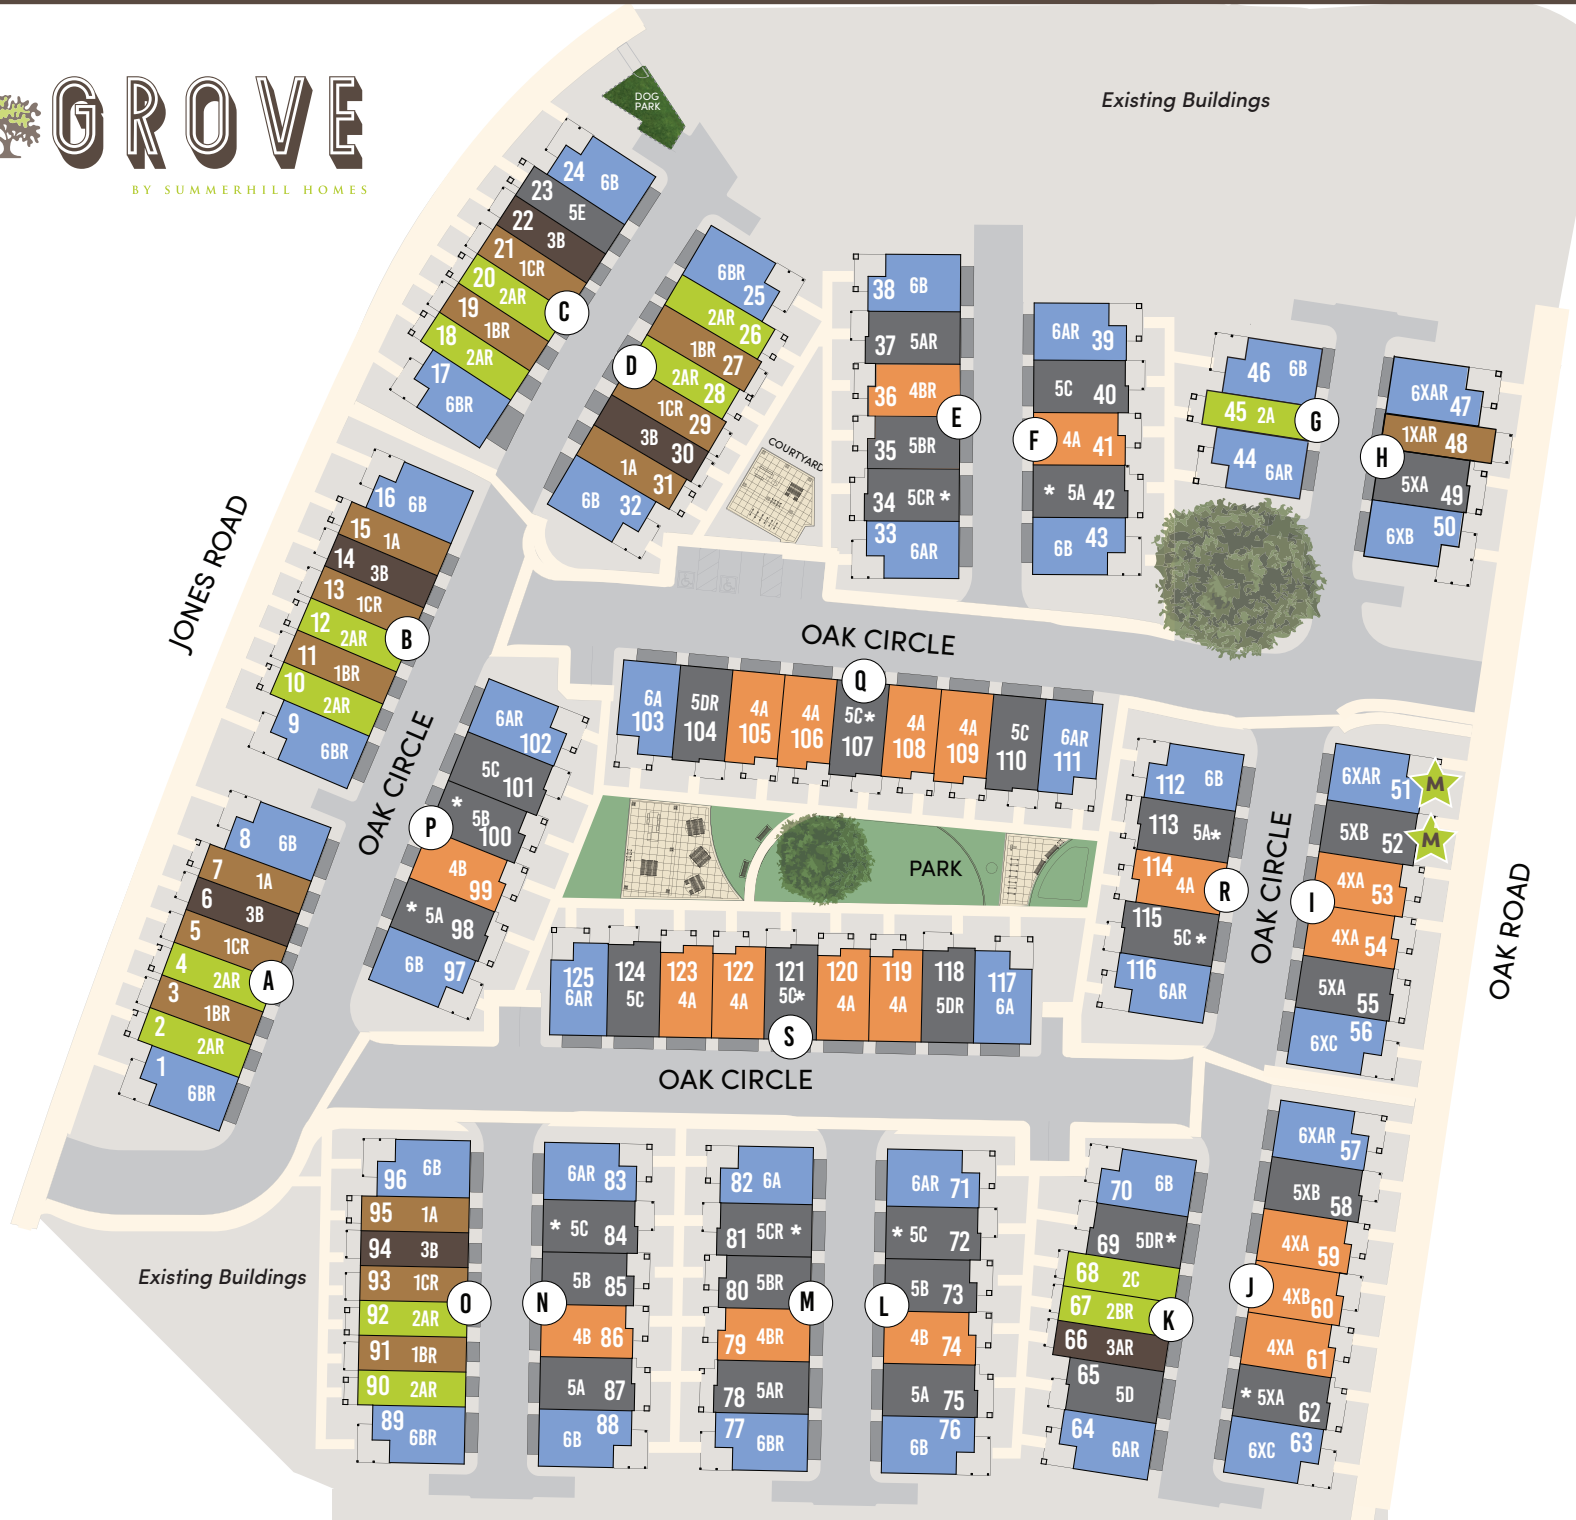 GROVE
BY SUMMERHILL HOMES
DOG
PARK
Existing Buildings
24 6B
23 5E
22 3B
21 1CR
20 2AR
19 1BR
18 2AR
17 6BR
C
6BR 25
2AR 26
1BR 27
2AR 28
1CR 29
3B 30
1A 31
6B 32
D
COURTYARD
38 6B
37 5AR
36 4BR
35 5BR
34 5CR *
33 6AR
E
6AR 39
5C 40
4A 41
* 5A 42
6B 43
F
46 6B
45 2A
44 6AR
G
6XAR 47
1XAR 48
5XA 49
6XB 50
H
JONES ROAD
16 6B
15 1A
14 3B
13 1CR
12 2AR
11 1BR
10 2AR
9 6BR
B
OAK CIRCLE
OAK CIRCLE
8 6B
7 1A
6 3B
5 1CR
4 2AR
3 1BR
2 2AR
1 6BR
A
6AR 102
5C 101
* 5B 100
4B 99
* 5A 98
6B 97
P
6A 103
5DR 104
4A 105
4A 106
5C* 107
4A 108
4A 109
5C 110
6AR 111
Q
PARK
112 6B
113 5A*
114 4A
115 5C *
116 6AR
R
OAK CIRCLE
6XAR 51 M
5XB 52 M
4XA 53
4XA 54
5XA 55
6XC 56
I
OAK ROAD
125 6AR
124 5C
123 4A
122 4A
121 5C*
120 4A
119 4A
118 5DR
117 6A
S
OAK CIRCLE
Existing Buildings
96 6B
95 1A
94 3B
93 1CR
92 2AR
91 1BR
90 2AR
89 6BR
O
6AR 83
* 5C 84
5B 85
4B 86
5A 87
6B 88
N
82 6A
81 5CR *
80 5BR
79 4BR
78 5AR
77 6BR
M
6AR 71
* 5C 72
5B 73
4B 74
5A 75
6B 76
L
70 6B
69 5DR*
68 2C
67 2BR
66 3AR
65 5D
64 6AR
K
6XAR 57
5XB 58
4XA 59
4XB 60
4XA 61
* 5XA 62
6XC 63
J